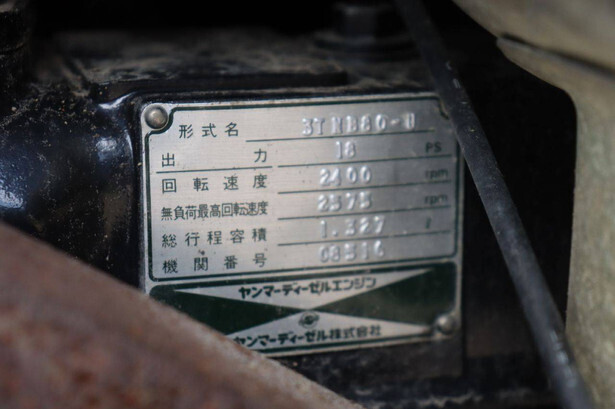 形式名 3TNB80-U
出力 18 PS
回転速度 2400 rpm
無負荷最高回転速度 2575 rpm
総行程容積 1.327 ℓ
機関番号 08516
ヤンマーディーゼルエンジン
ヤンマーディーゼル株式会社